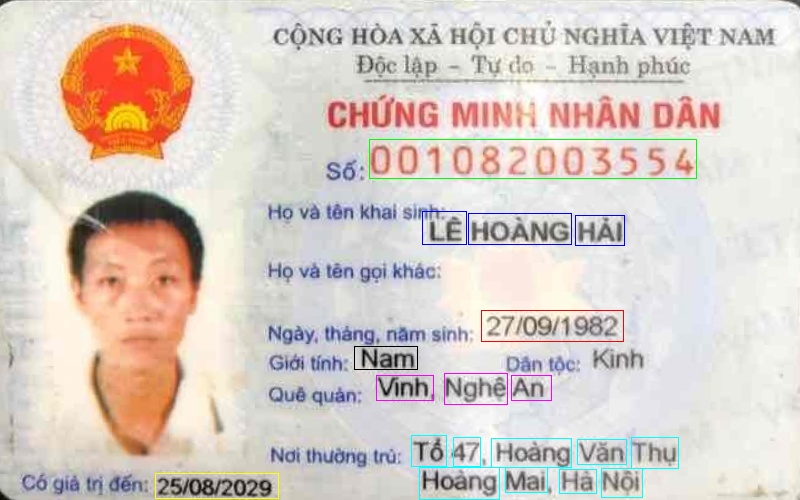 CỘNG HÒA XÃ HỘI CHỦ NGHĨA VIỆT NAM
Độc lập – Tự do – Hạnh phúc
CHỨNG MINH NHÂN DÂN
Số: 001082003554
Họ và tên khai sinh: LÊ HOÀNG HẢI
Họ và tên gọi khác:
Ngày, tháng, năm sinh: 27/09/1982
Giới tính: Nam Dân tộc: Kinh
Quê quán: Vinh, Nghệ An
Nơi thường trú: Tổ 47, Hoàng Văn Thụ
Hoàng Mai, Hà Nội
Có giá trị đến: 25/08/2029